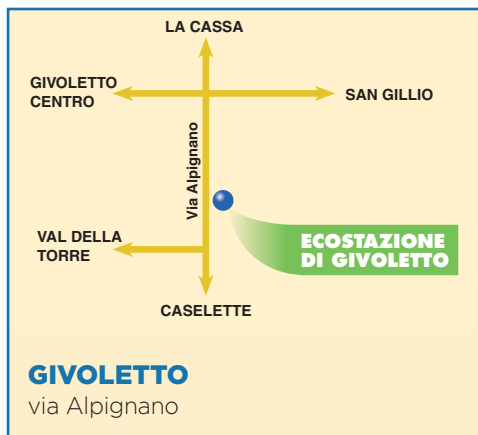 LA CASSA
GIVOLETTO
CENTRO
SAN GILLIO
Via Alpignano
VAL DELLA
TORRE
ECOSTAZIONE
DI GIVOLETTO
CASELETTE
GIVOLETTO
via Alpignano